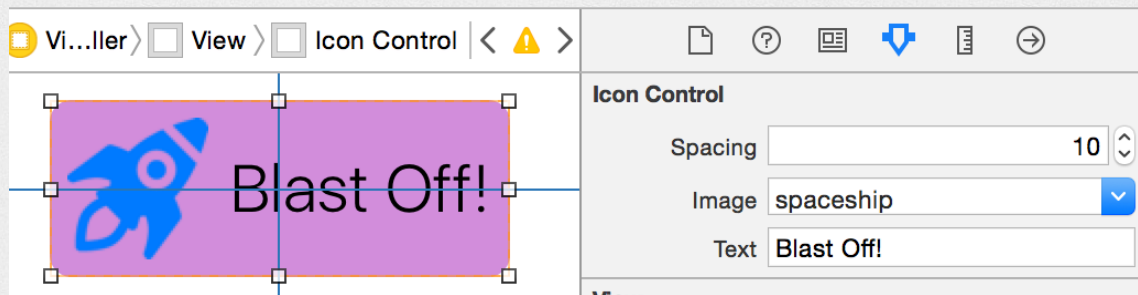 Vi...ller View Icon Control
Blast Off!
Icon Control
Spacing 10
Image spaceship
Text Blast Off!